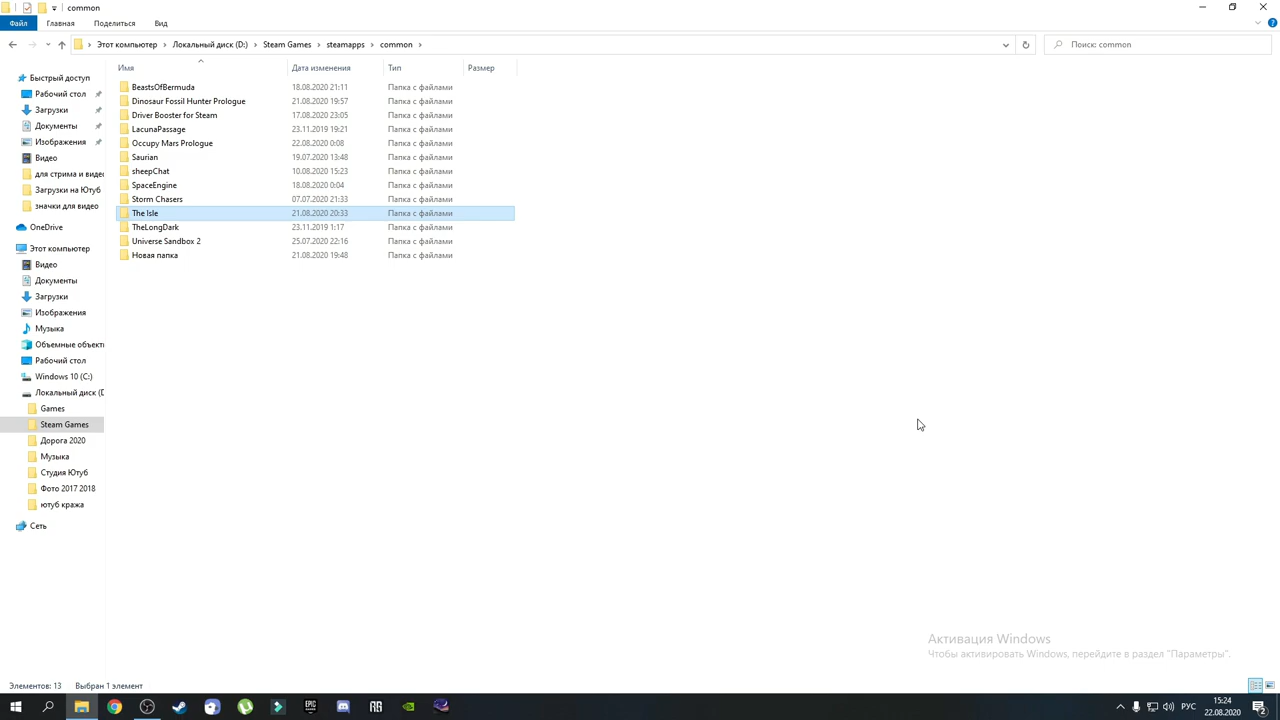 common
Файл Главная Поделиться Вид
Этот компьютер Локальный диск (D:) Steam Games steamapps common Поиск: common
Имя Дата изменения Тип Размер
Быстрый доступ
Рабочий стол
Загрузки
Документы
Изображения
Видео
для стрима и видес
Загрузки на Ютуб
значки для видео
OneDrive
Этот компьютер
Видео
Документы
Загрузки
Изображения
Музыка
Объемные объекты
Рабочий стол
Windows 10 (C:)
Локальный диск (D
Games
Steam Games
Дорога 2020
Музыка
Студия Ютуб
Фото 2017 2018
ютуб кража
Сеть
BeastsOfBermuda 18.08.2020 21:11 Папка с файлами
Dinosaur Fossil Hunter Prologue 21.08.2020 19:57 Папка с файлами
Driver Booster for Steam 17.08.2020 23:05 Папка с файлами
LacunaPassage 23.11.2019 19:21 Папка с файлами
Occupy Mars Prologue 22.08.2020 0:08 Папка с файлами
Saurian 19.07.2020 13:48 Папка с файлами
sheepChat 10.08.2020 15:23 Папка с файлами
SpaceEngine 18.08.2020 0:04 Папка с файлами
Storm Chasers 07.07.2020 21:33 Папка с файлами
The Isle 21.08.2020 20:33 Папка с файлами
TheLongDark 23.11.2019 1:17 Папка с файлами
Universe Sandbox 2 25.07.2020 22:16 Папка с файлами
Новая папка 21.08.2020 19:48 Папка с файлами
Активация Windows
Чтобы активировать Windows, перейдите в раздел "Параметры".
Элементов: 13 Выбран 1 элемент
EPIC GAMES
РУС
15:24
22.08.2020
2